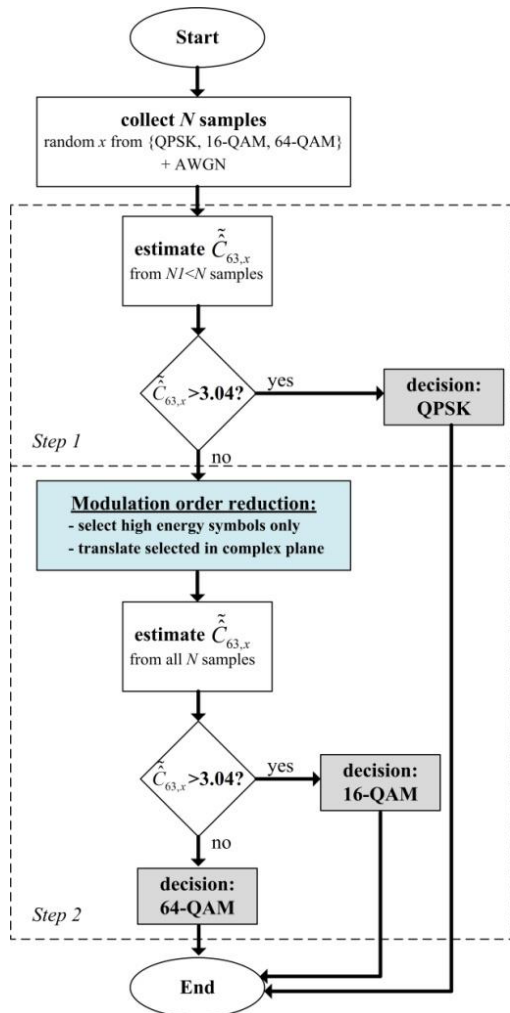 Start
collect N samples
random x from {QPSK, 16-QAM, 64-QAM}
+ AWGN
estimate C̃̂₆₃,ₓ
from N1<N samples
C̃̂₆₃,ₓ >3.04?
yes
decision:
QPSK
Step 1
no
Modulation order reduction:
- select high energy symbols only
- translate selected in complex plane
estimate C̃̂₆₃,ₓ
from all N samples
C̃̂₆₃,ₓ >3.04?
yes
decision:
16-QAM
no
decision:
64-QAM
Step 2
End